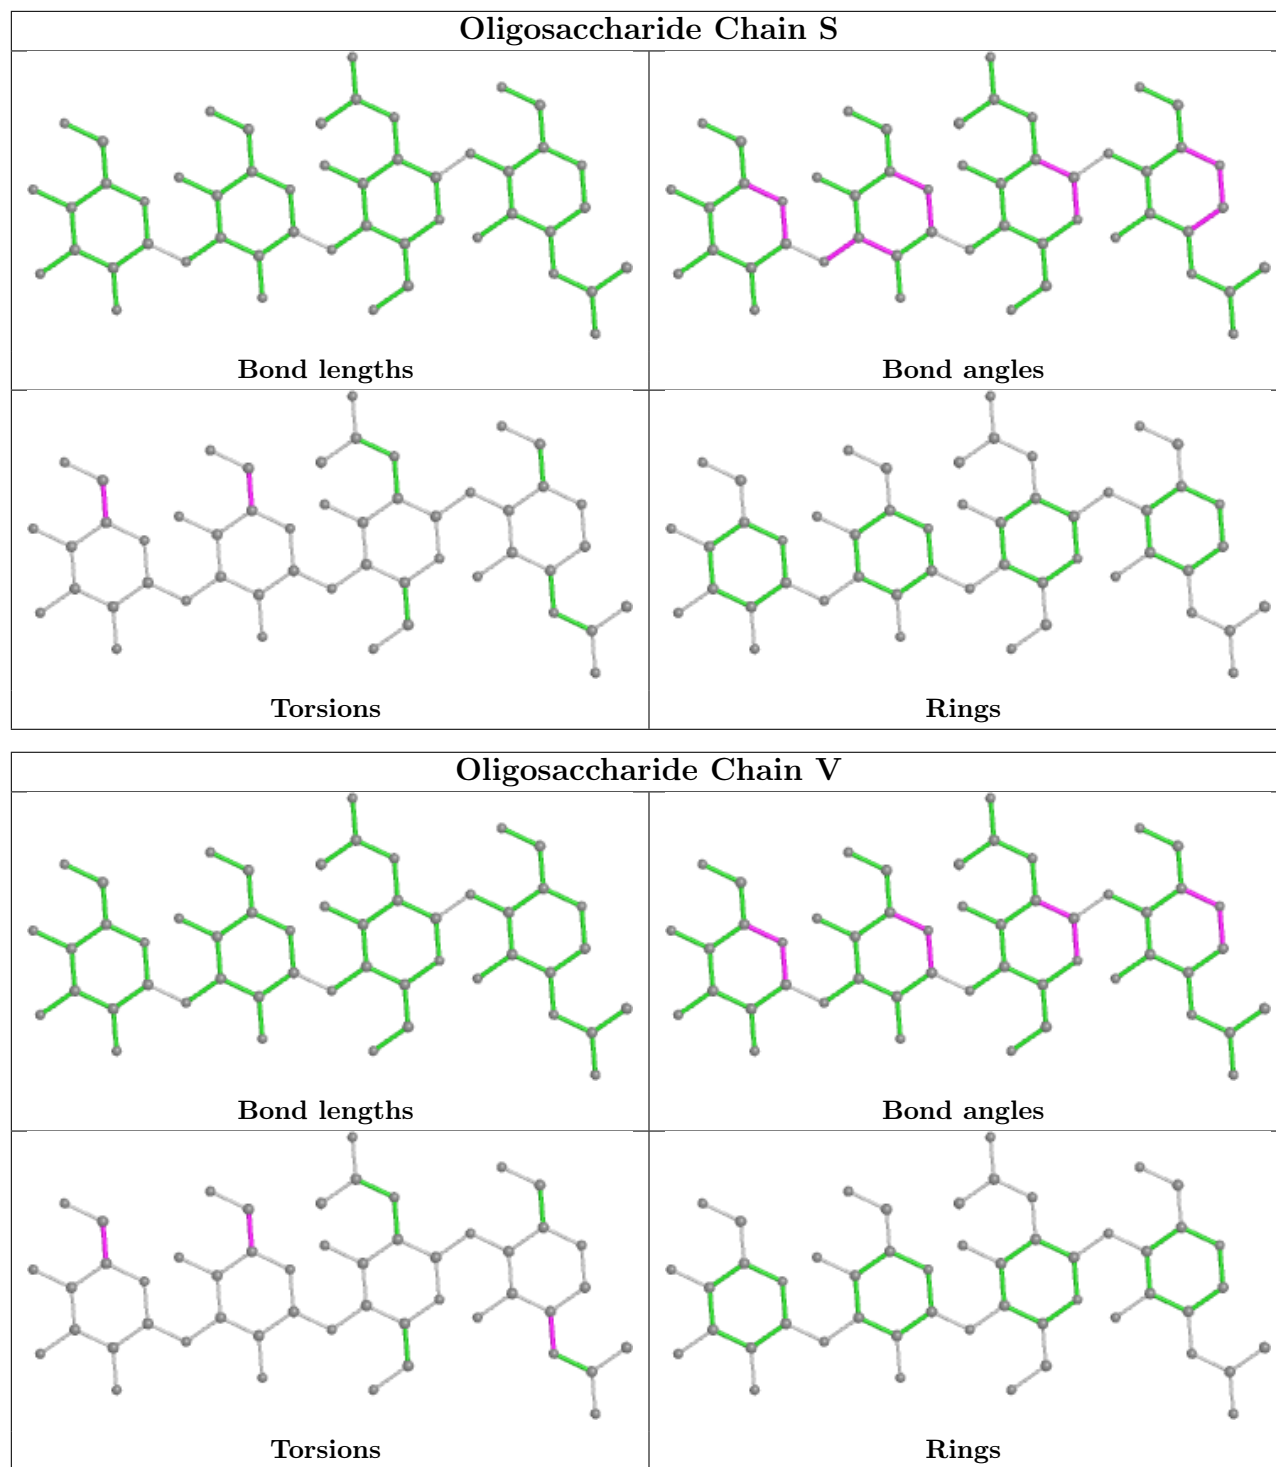 Oligosaccharide Chain S
Bond lengths
Bond angles
Torsions
Rings
Oligosaccharide Chain V
Bond lengths
Bond angles
Torsions
Rings